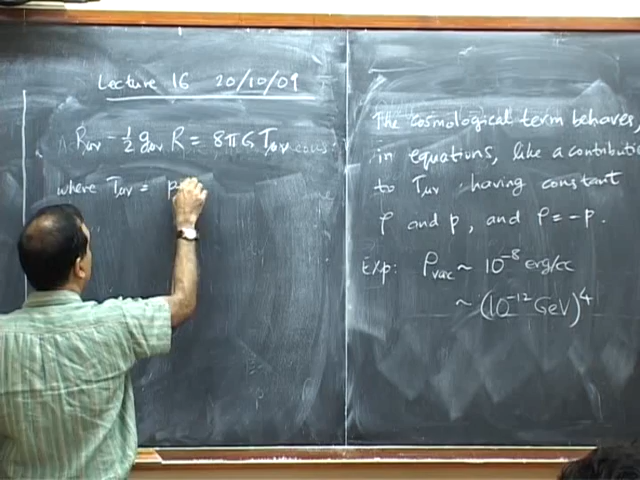 Lecture 16 20/10/09
Rμν - 1/2 gμν R = 8πG Tμν
where Tμν = p
The cosmological term behaves,
in equations, like a contributi
to Tμν having constant
ρ and p, and ρ = -p.
Exp: ρvac ~ 10^-8 erg/cc
~ (10^-12 GeV)^4